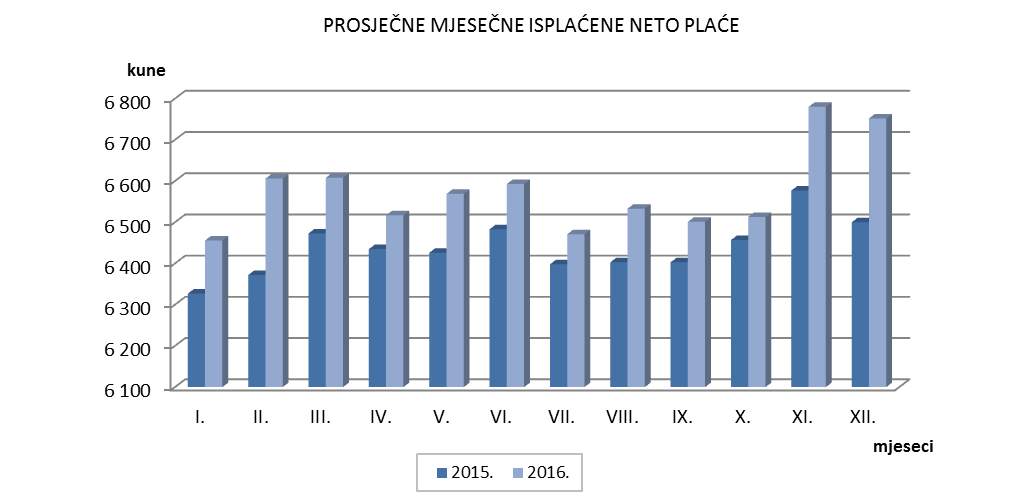 PROSJEČNE MJESEČNE ISPLAĆENE NETO PLAĆE
kune
6 800
6 700
6 600
6 500
6 400
6 300
6 200
6 100
I. II. III. IV. V. VI. VII. VIII. IX. X. XI. XII.
mjeseci
2015. 2016.